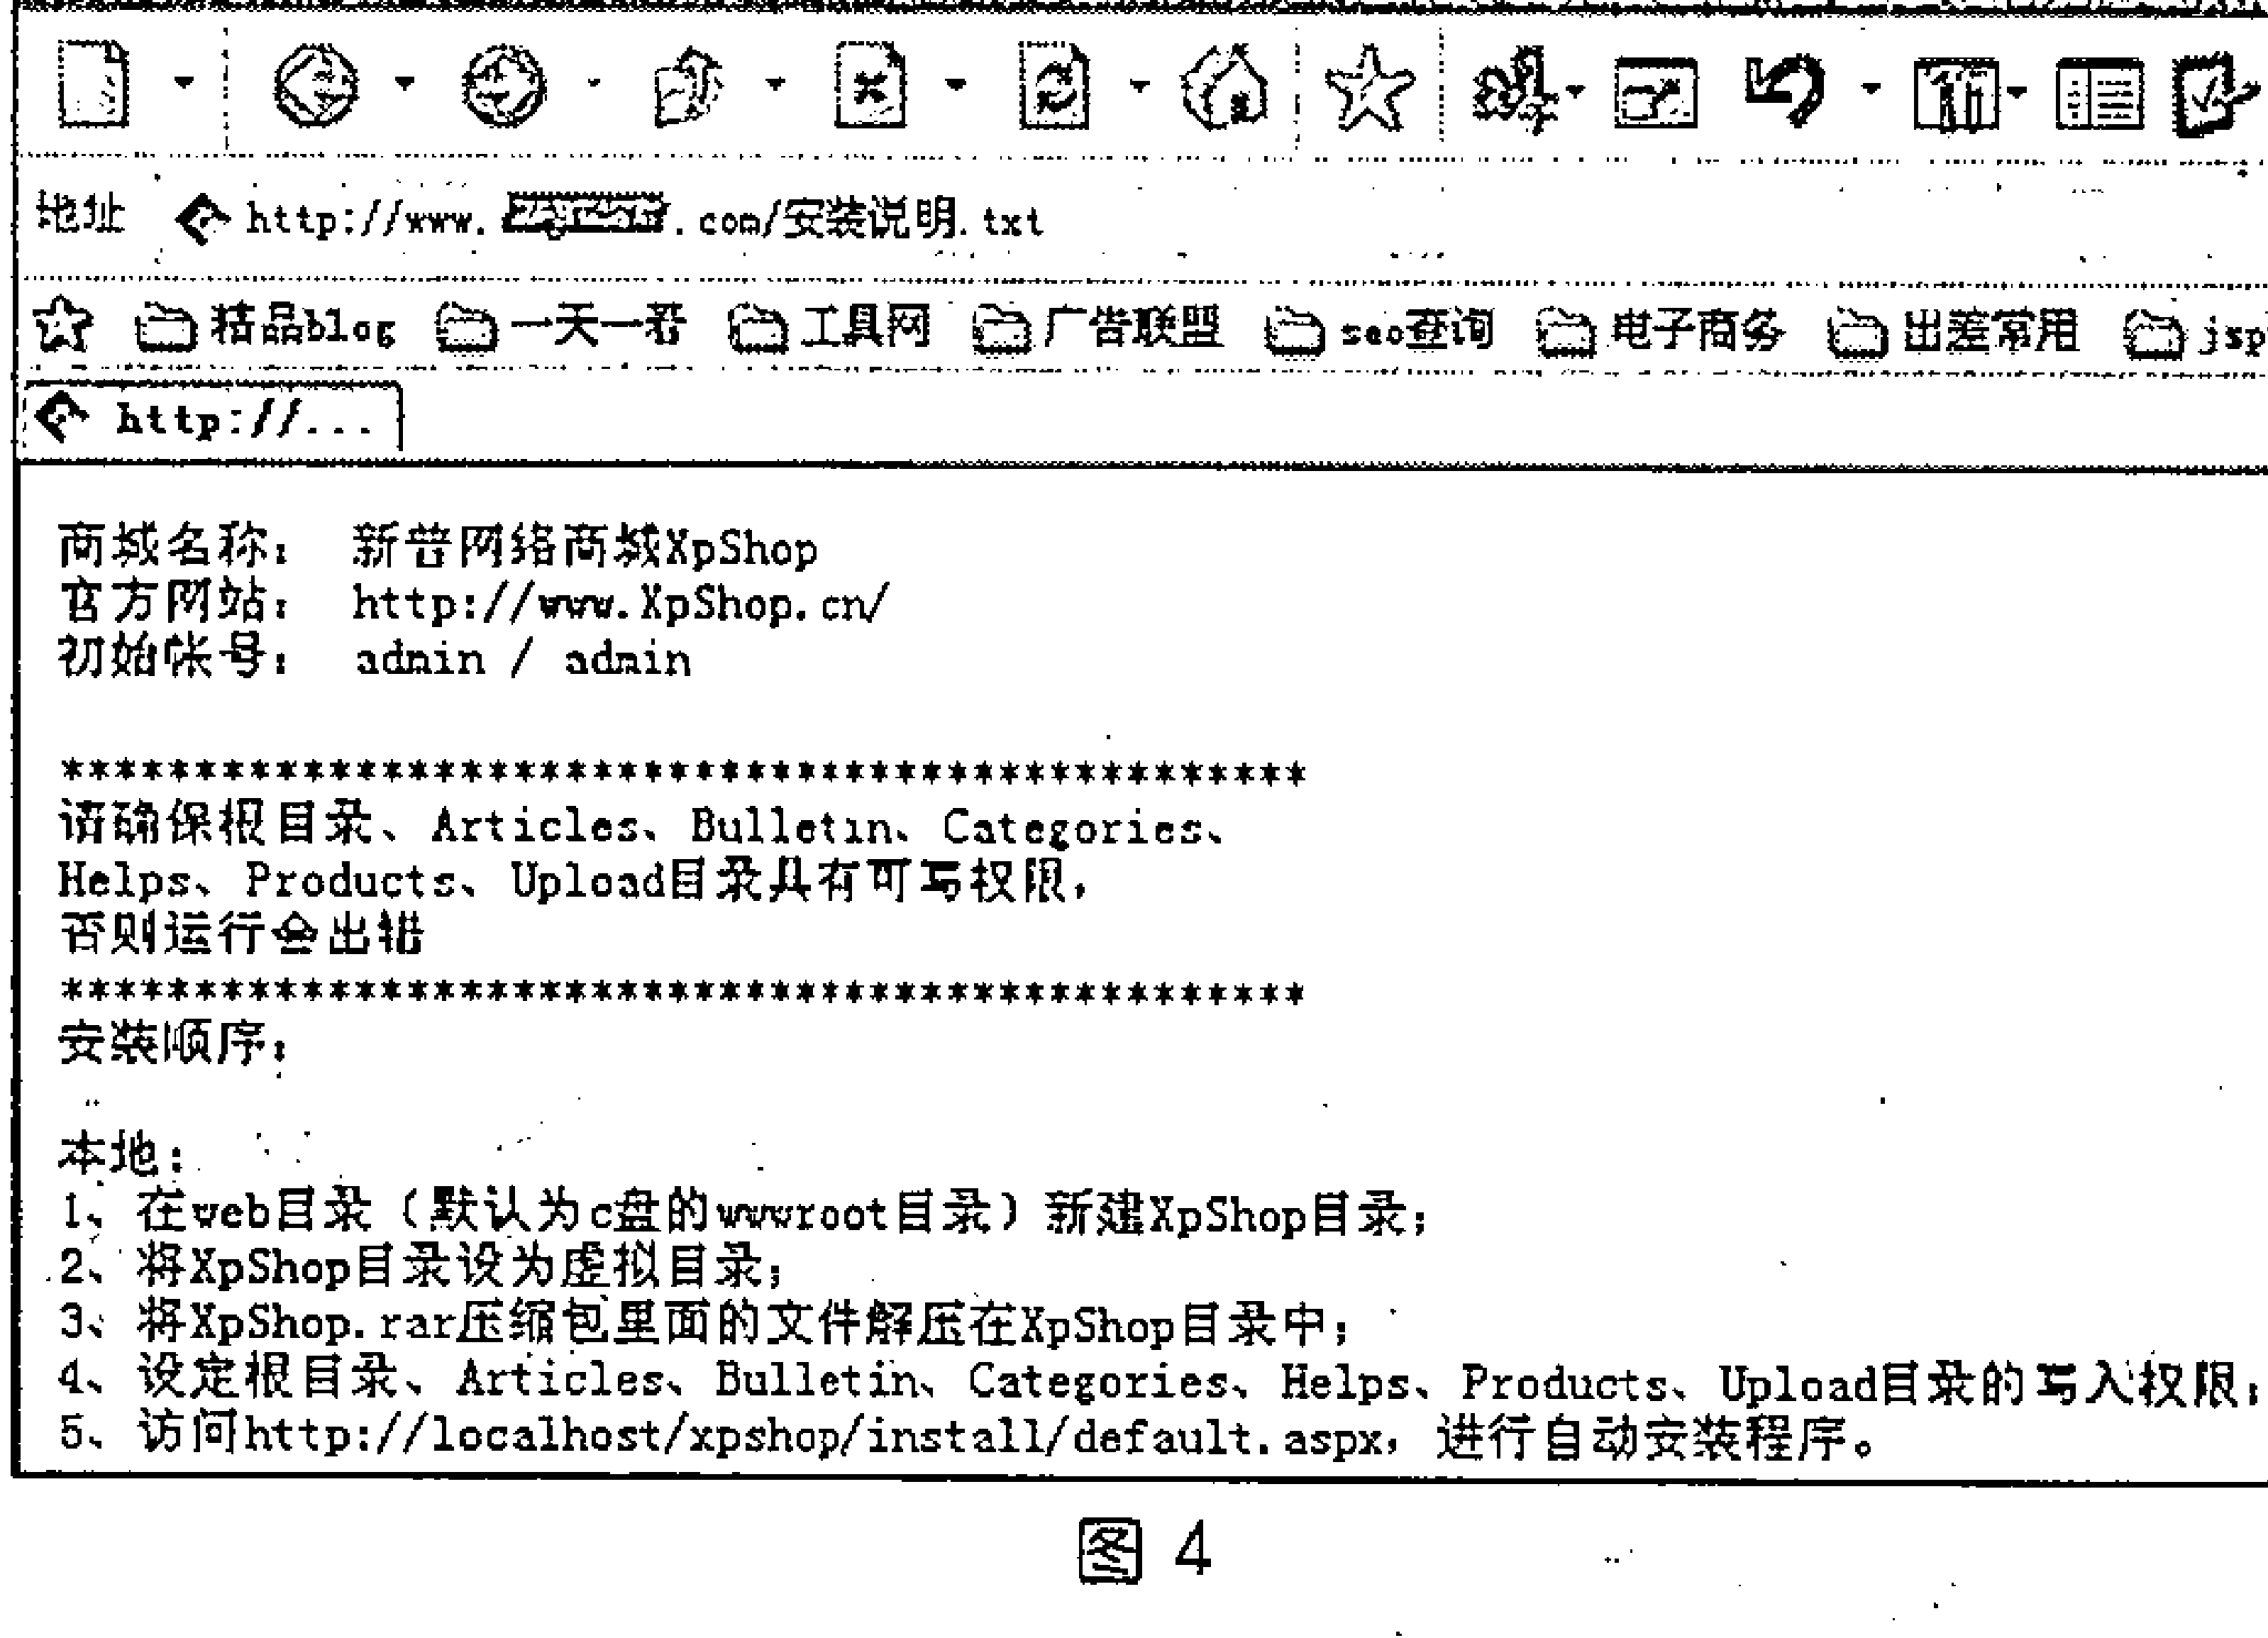 地址 http://www. .com/安装说明.txt
精品blog 一天一看 工具网 广告联盟 seo查询 电子商务 出差常用 jsp
http://...
商城名称： 新普网络商城XpShop
官方网站： http://www.XpShop.cn/
初始帐号： admin / admin
************************************************
请确保根目录、Articles、Bulletin、Categories、
Helps、Products、Upload目录具有可写权限，
否则运行会出错
************************************************
安装顺序：
本地：
1、在web目录（默认为c盘的wwwroot目录）新建XpShop目录；
2、将XpShop目录设为虚拟目录；
3、将XpShop.rar压缩包里面的文件解压在XpShop目录中；
4、设定根目录、Articles、Bulletin、Categories、Helps、Products、Upload目录的写入权限；
5、访问http://localhost/xpshop/install/default.aspx，进行自动安装程序。
图 4